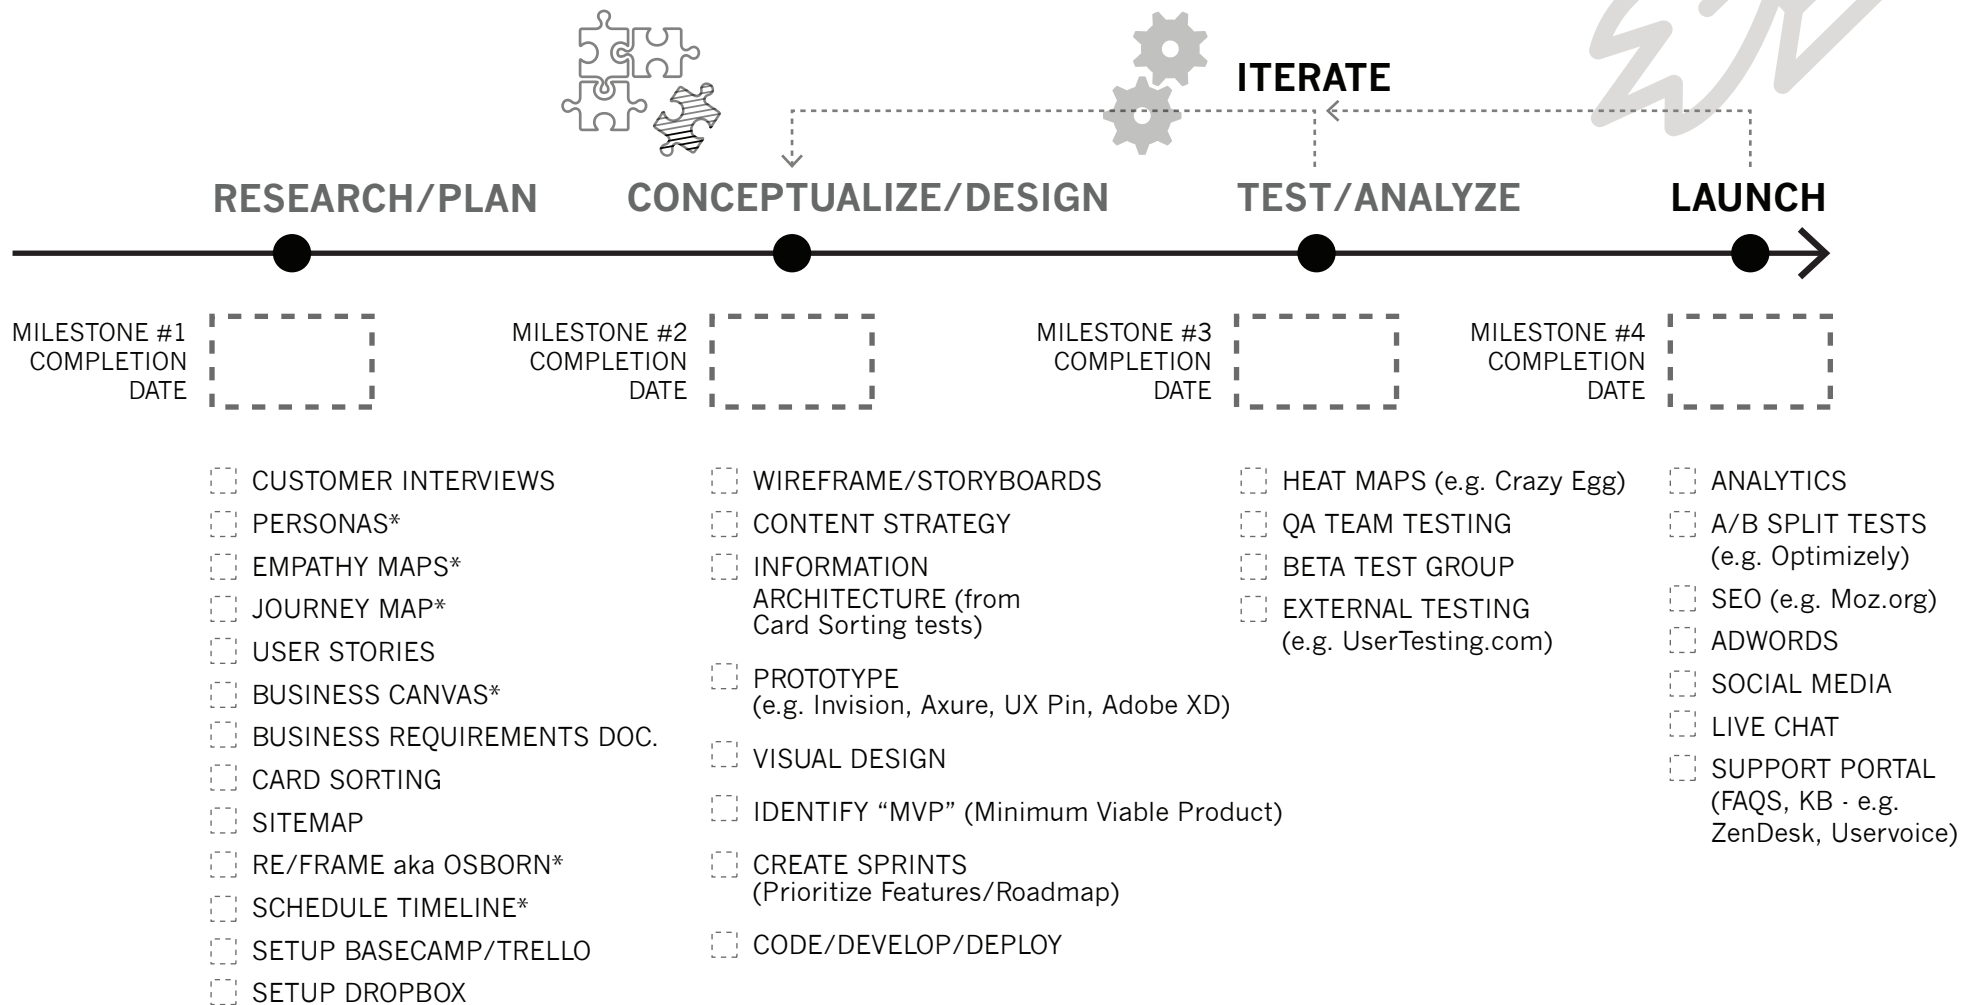 ITERATE
RESEARCH/PLAN
CONCEPTUALIZE/DESIGN
TEST/ANALYZE
LAUNCH
MILESTONE #1
COMPLETION
DATE
MILESTONE #2
COMPLETION
DATE
MILESTONE #3
COMPLETION
DATE
MILESTONE #4
COMPLETION
DATE
CUSTOMER INTERVIEWS
PERSONAS*
EMPATHY MAPS*
JOURNEY MAP*
USER STORIES
BUSINESS CANVAS*
BUSINESS REQUIREMENTS DOC.
CARD SORTING
SITEMAP
RE/FRAME aka OSBORN*
SCHEDULE TIMELINE*
SETUP BASECAMP/TRELLO
SETUP DROPBOX
WIREFRAME/STORYBOARDS
CONTENT STRATEGY
INFORMATION
ARCHITECTURE (from
Card Sorting tests)
PROTOTYPE
(e.g. Invision, Axure, UX Pin, Adobe XD)
VISUAL DESIGN
IDENTIFY “MVP” (Minimum Viable Product)
CREATE SPRINTS
(Prioritize Features/Roadmap)
CODE/DEVELOP/DEPLOY
HEAT MAPS (e.g. Crazy Egg)
QA TEAM TESTING
BETA TEST GROUP
EXTERNAL TESTING
(e.g. UserTesting.com)
ANALYTICS
A/B SPLIT TESTS
(e.g. Optimizely)
SEO (e.g. Moz.org)
ADWORDS
SOCIAL MEDIA
LIVE CHAT
SUPPORT PORTAL
(FAQS, KB - e.g.
ZenDesk, Uservoice)